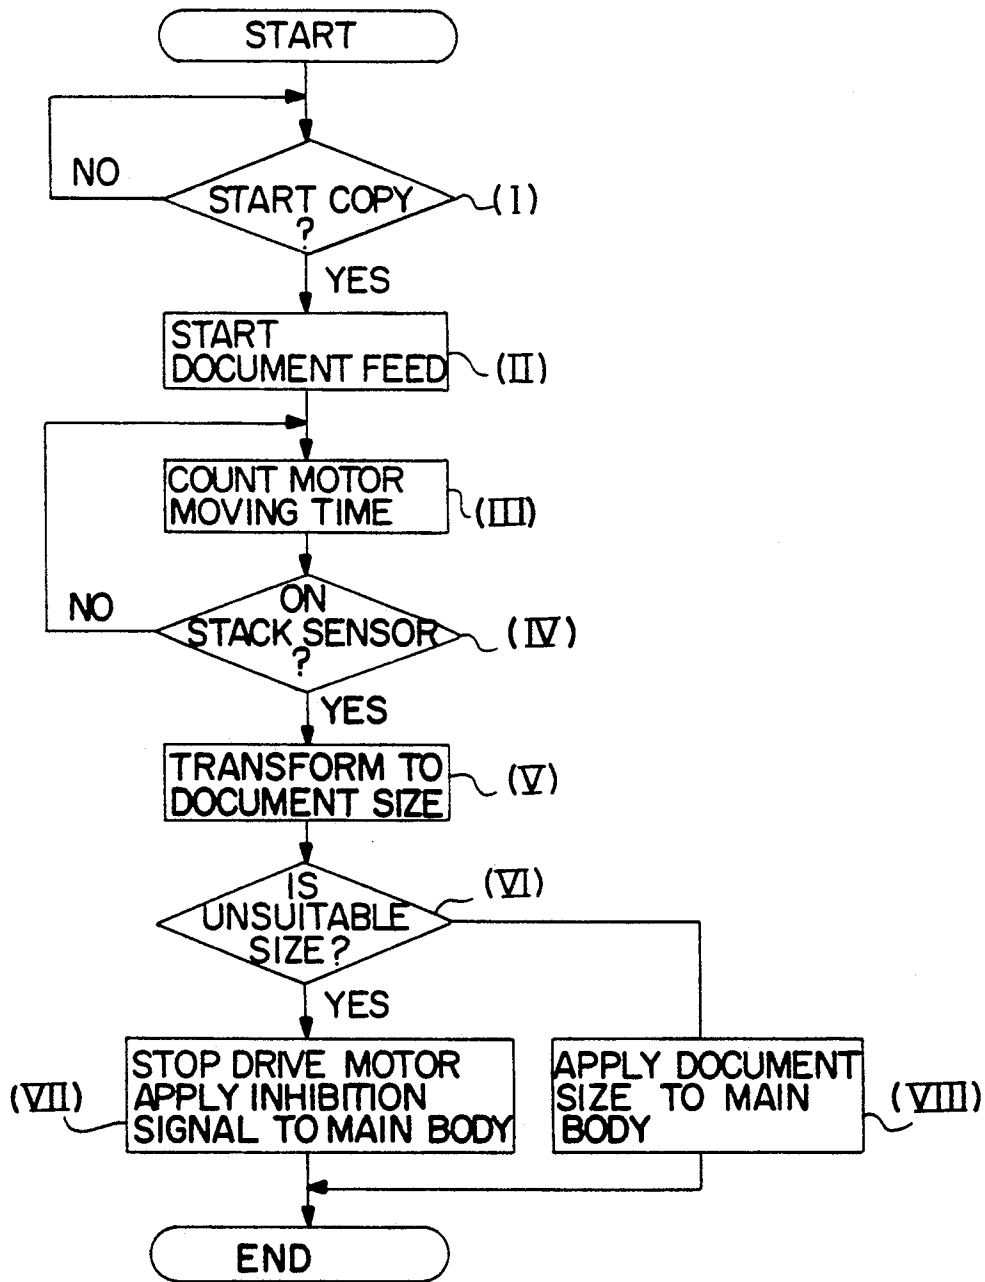 START
NO
START COPY
?
(I)
YES
START
DOCUMENT FEED
(II)
COUNT MOTOR
MOVING TIME
(III)
NO
ON
STACK SENSOR
?
(IV)
YES
TRANSFORM TO
DOCUMENT SIZE
(V)
IS
UNSUITABLE
SIZE?
(VI)
YES
STOP DRIVE MOTOR
APPLY INHIBITION
SIGNAL TO MAIN BODY
(VII)
APPLY DOCUMENT
SIZE TO MAIN
BODY
(VIII)
END